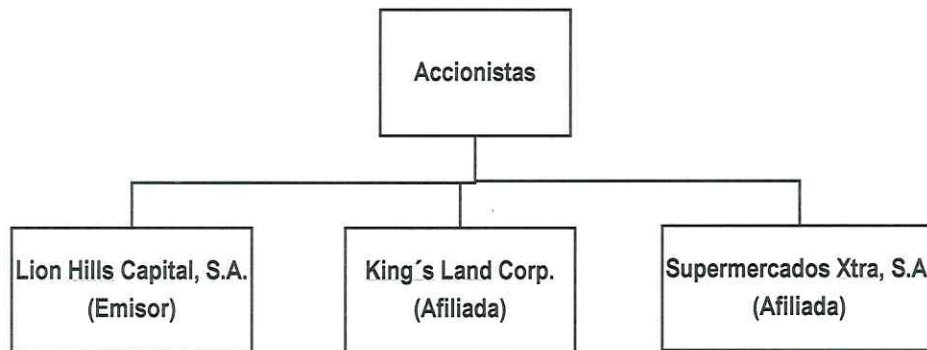 Accionistas
Lion Hills Capital, S.A.
(Emisor)
King´s Land Corp.
(Afiliada)
Supermercados Xtra, S.A
(Afiliada)